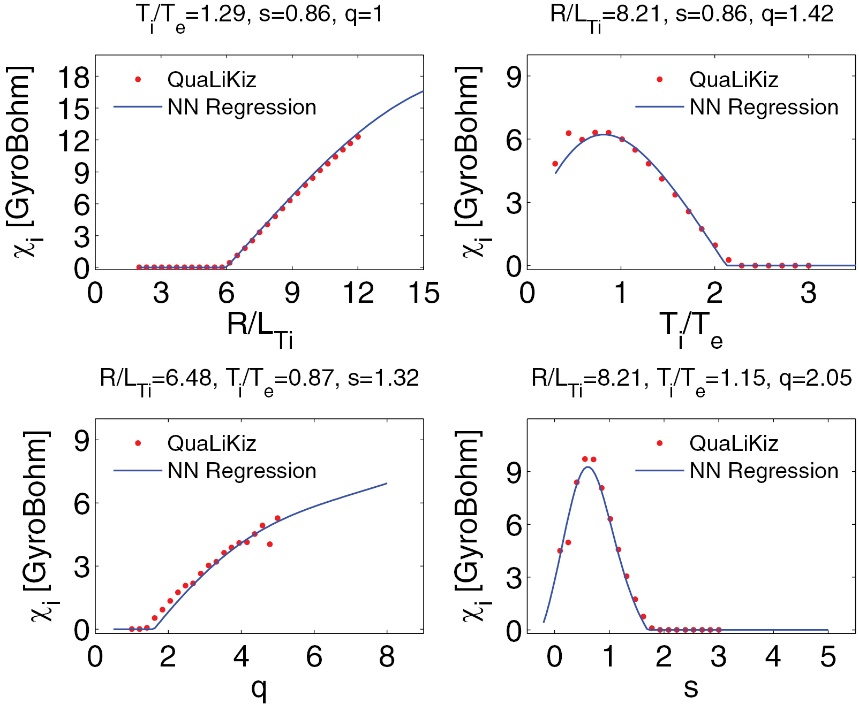 T_i/T_e=1.29, s=0.86, q=1
χ_i [GyroBohm]
18
15
12
9
6
3
0
QuaLiKiz
NN Regression
0 3 6 9 12 15
R/L_Ti
R/L_Ti=8.21, s=0.86, q=1.42
χ_i [GyroBohm]
9
6
3
0
QuaLiKiz
NN Regression
0 1 2 3
T_i/T_e
R/L_Ti=6.48, T_i/T_e=0.87, s=1.32
χ_i [GyroBohm]
9
6
3
0
QuaLiKiz
NN Regression
0 2 4 6 8
q
R/L_Ti=8.21, T_i/T_e=1.15, q=2.05
χ_i [GyroBohm]
9
6
3
0
QuaLiKiz
NN Regression
0 1 2 3 4 5
s